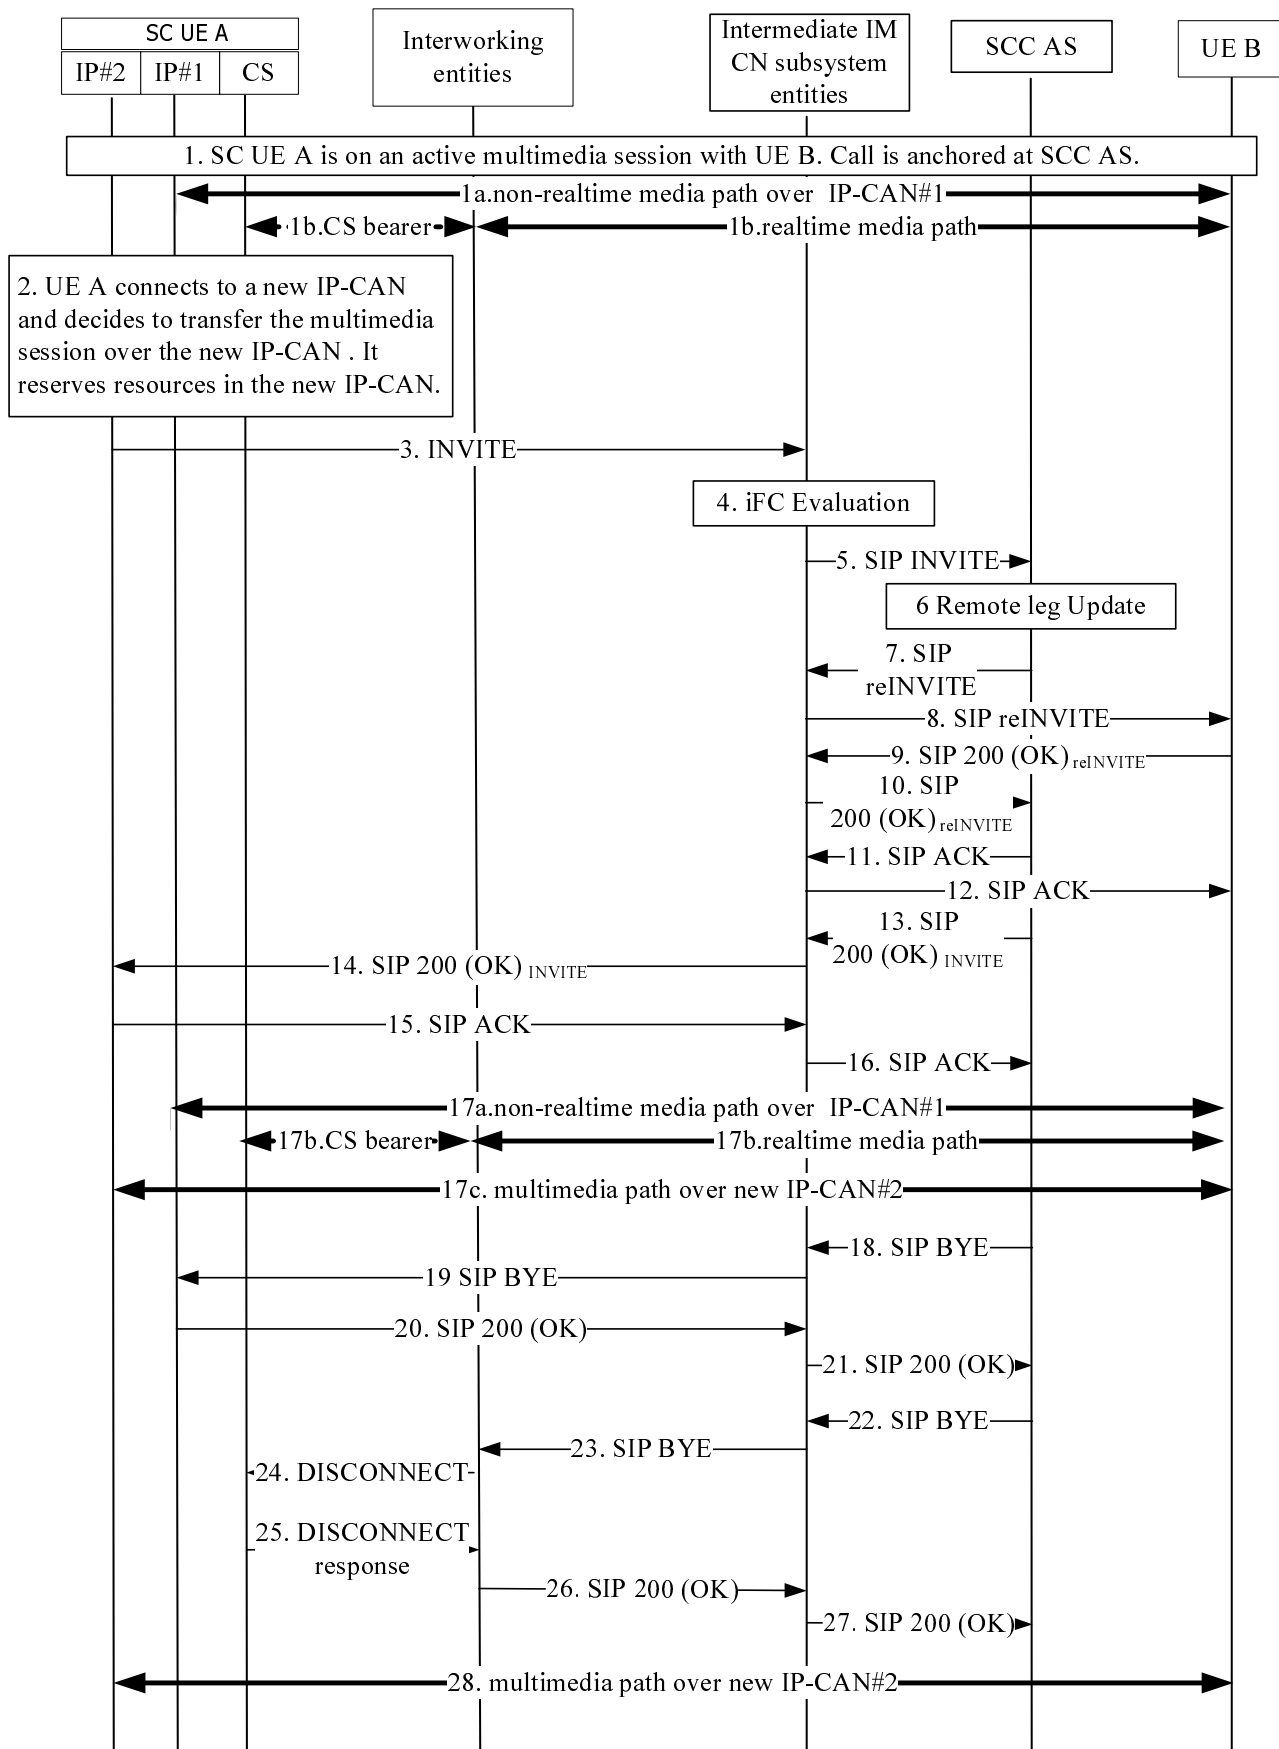 SC UE A
IP#2 IP#1 CS
Interworking
entities
Intermediate IM
CN subsystem
entities
SCC AS
UE B
1. SC UE A is on an active multimedia session with UE B. Call is anchored at SCC AS.
1a.non-realtime media path over IP-CAN#1
1b.CS bearer 1b.realtime media path
2. UE A connects to a new IP-CAN
and decides to transfer the multimedia
session over the new IP-CAN . It
reserves resources in the new IP-CAN.
3. INVITE
4. iFC Evaluation
5. SIP INVITE
6 Remote leg Update
7. SIP
reINVITE
8. SIP reINVITE
9. SIP 200 (OK) reINVITE
10. SIP
200 (OK) reINVITE
11. SIP ACK
12. SIP ACK
13. SIP
200 (OK) INVITE
14. SIP 200 (OK) INVITE
15. SIP ACK
16. SIP ACK
17a.non-realtime media path over IP-CAN#1
17b.CS bearer 17b.realtime media path
17c. multimedia path over new IP-CAN#2
18. SIP BYE
19 SIP BYE
20. SIP 200 (OK)
21. SIP 200 (OK)
22. SIP BYE
23. SIP BYE
24. DISCONNECT
25. DISCONNECT
response
26. SIP 200 (OK)
27. SIP 200 (OK)
28. multimedia path over new IP-CAN#2